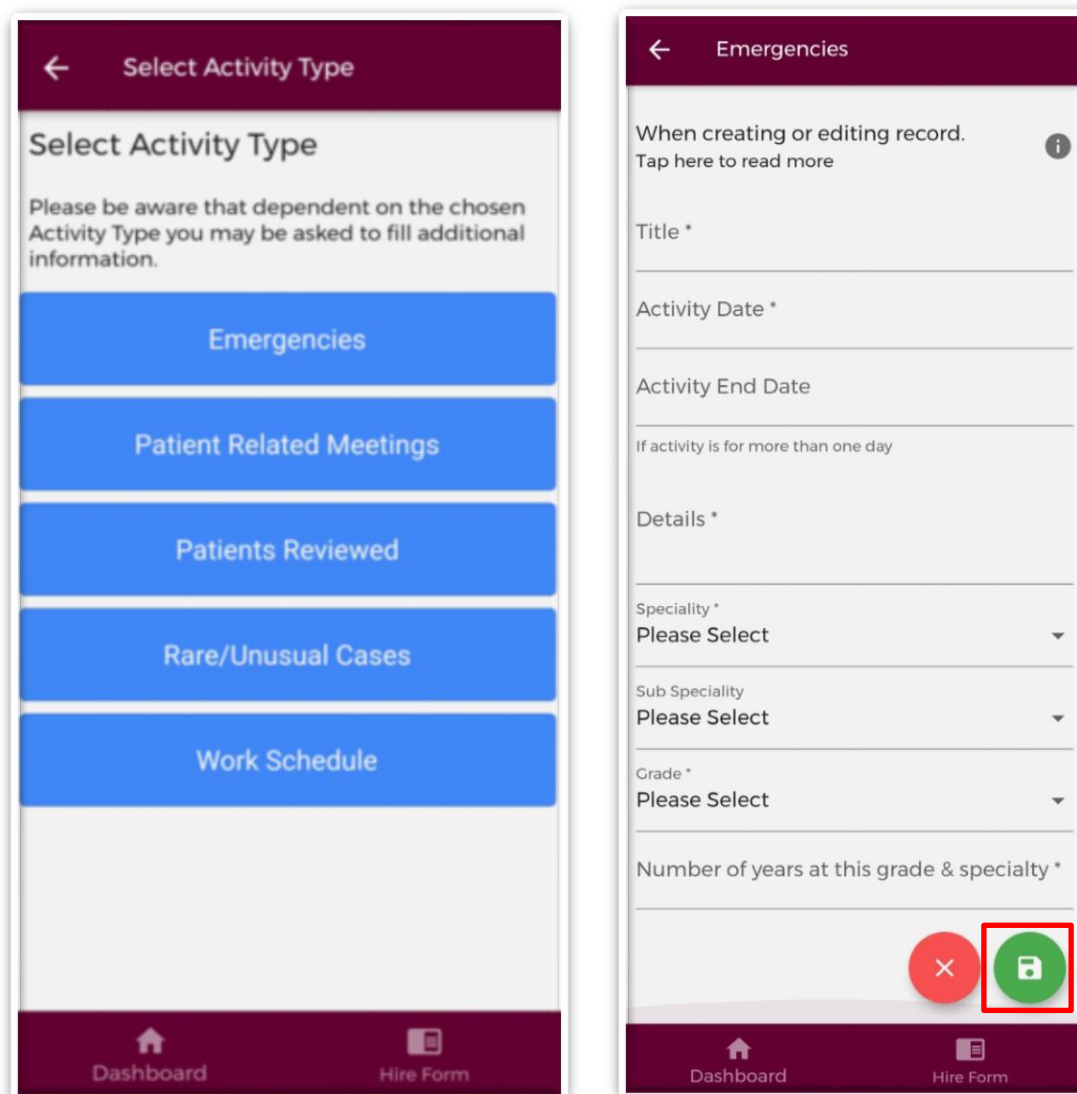 Select Activity Type
Select Activity Type
Please be aware that dependent on the chosen
Activity Type you may be asked to fill additional
information.
Emergencies
Patient Related Meetings
Patients Reviewed
Rare/Unusual Cases
Work Schedule
Dashboard
Hire Form
Emergencies
When creating or editing record.
Tap here to read more
Title *
Activity Date *
Activity End Date
If activity is for more than one day
Details *
Speciality *
Please Select
Sub Speciality
Please Select
Grade *
Please Select
Number of years at this grade & specialty *
Dashboard
Hire Form